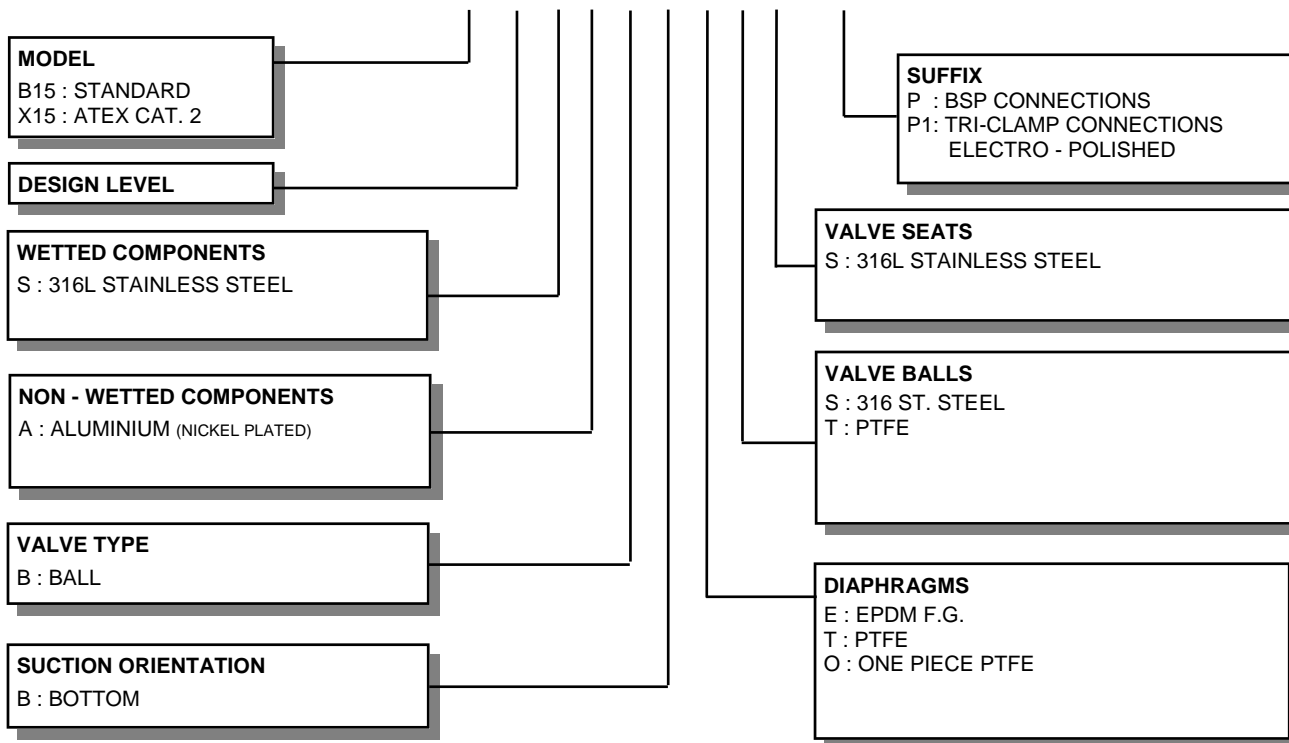 MODEL
B15 : STANDARD
X15 : ATEX CAT. 2
DESIGN LEVEL
WETTED COMPONENTS
S : 316L STAINLESS STEEL
NON - WETTED COMPONENTS
A : ALUMINIUM (NICKEL PLATED)
VALVE TYPE
B : BALL
SUCTION ORIENTATION
B : BOTTOM
SUFFIX
P : BSP CONNECTIONS
P1: TRI-CLAMP CONNECTIONS
ELECTRO - POLISHED
VALVE SEATS
S : 316L STAINLESS STEEL
VALVE BALLS
S : 316 ST. STEEL
T : PTFE
DIAPHRAGMS
E : EPDM F.G.
T : PTFE
O : ONE PIECE PTFE